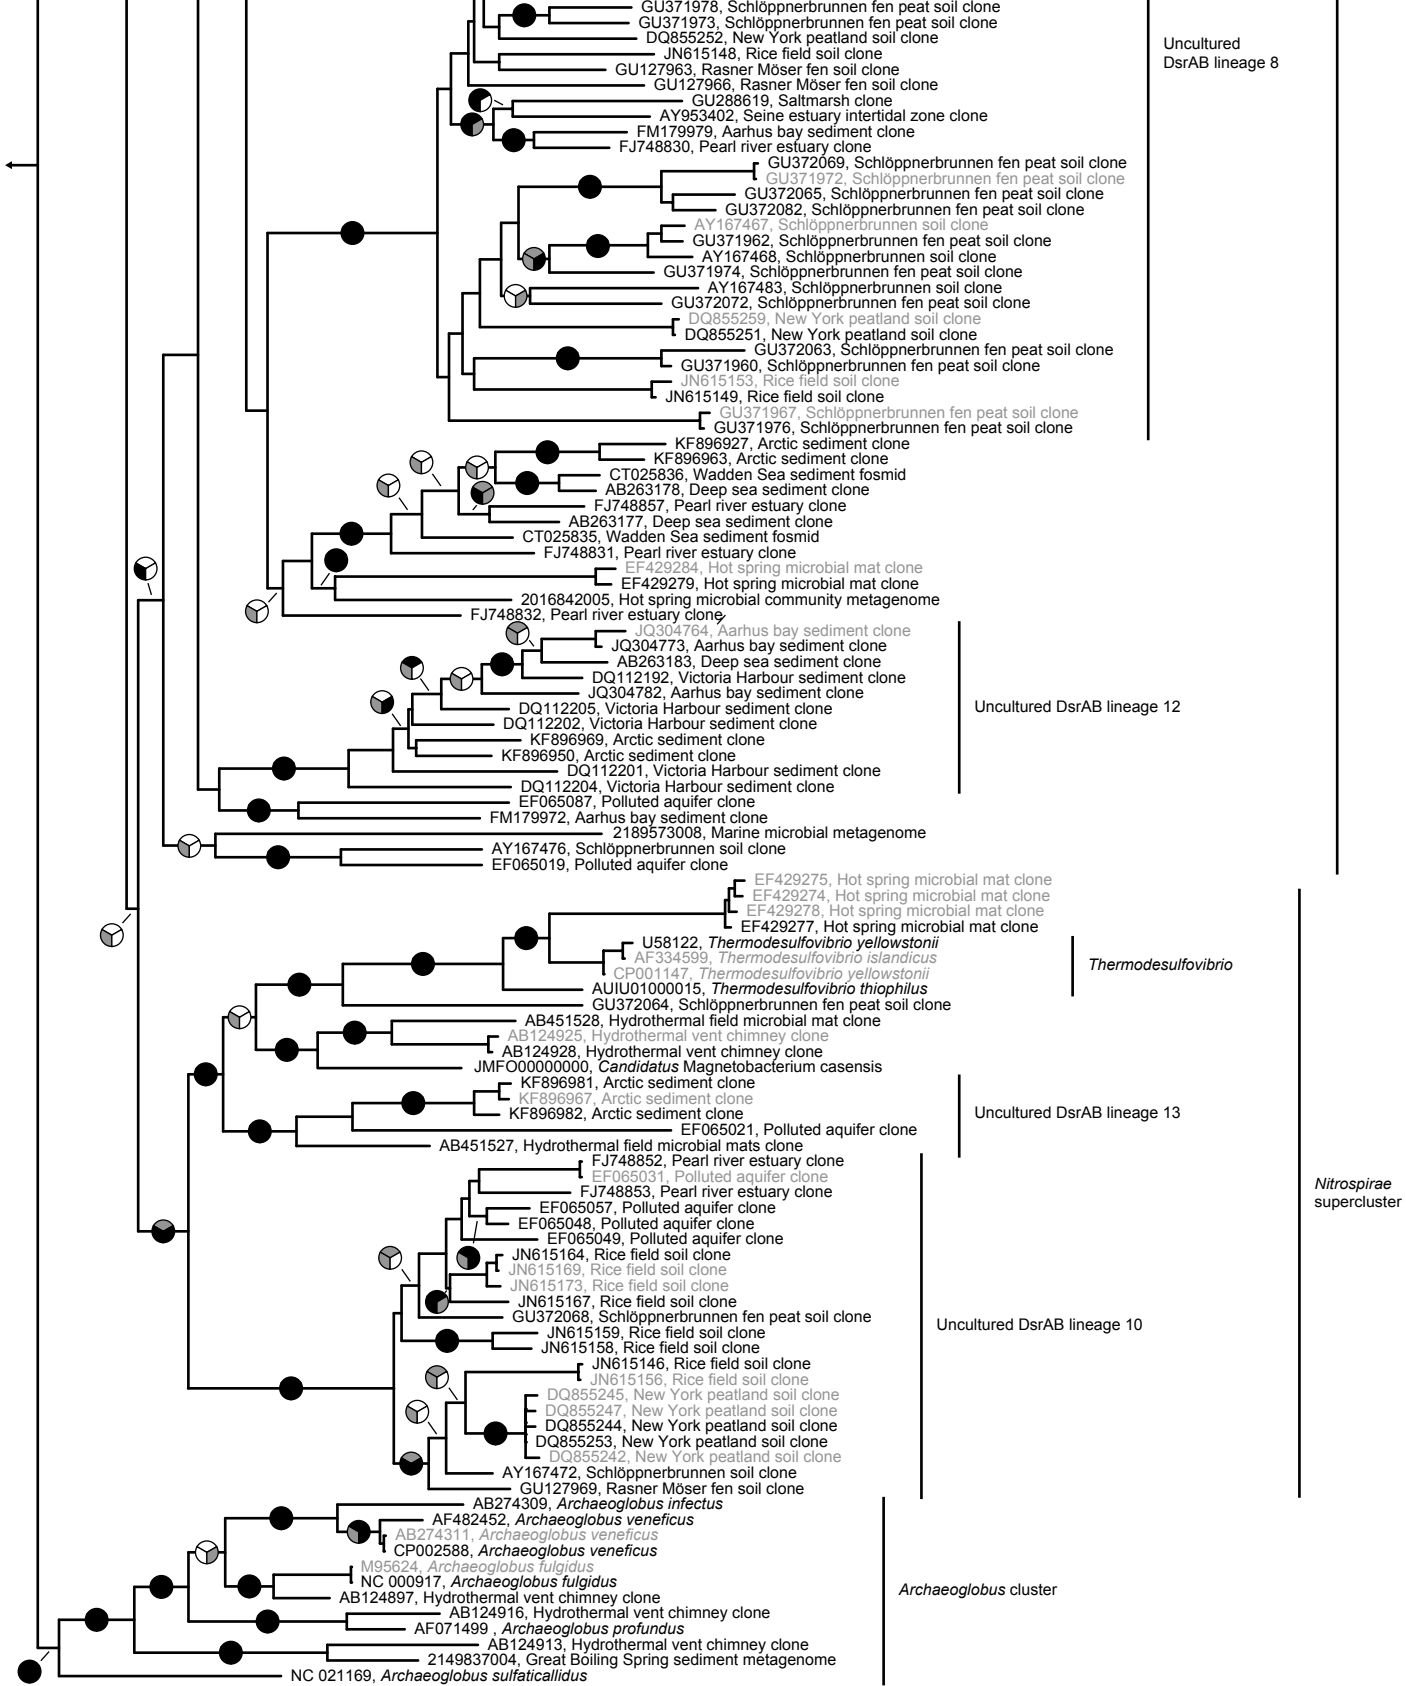 GU371978, Schlöppnerbrunnen fen peat soil clone
GU371973, Schlöppnerbrunnen fen peat soil clone
DQ855252, New York peatland soil clone
JN615148, Rice field soil clone
GU127963, Rasner Möser fen soil clone
GU127966, Rasner Möser fen soil clone
Uncultured
DsrAB lineage 8
GU288619, Saltmarsh clone
AY953402, Seine estuary intertidal zone clone
FM179979, Aarhus bay sediment clone
FJ748830, Pearl river estuary clone
GU372069, Schlöppnerbrunnen fen peat soil clone
GU371972, Schlöppnerbrunnen fen peat soil clone
GU372065, Schlöppnerbrunnen fen peat soil clone
GU372082, Schlöppnerbrunnen fen peat soil clone
AY167467, Schlöppnerbrunnen soil clone
GU371962, Schlöppnerbrunnen fen peat soil clone
AY167468, Schlöppnerbrunnen soil clone
GU371974, Schlöppnerbrunnen fen peat soil clone
AY167483, Schlöppnerbrunnen soil clone
GU372072, Schlöppnerbrunnen fen peat soil clone
DQ855259, New York peatland soil clone
DQ855251, New York peatland soil clone
GU372063, Schlöppnerbrunnen fen peat soil clone
GU371960, Schlöppnerbrunnen fen peat soil clone
JN615153, Rice field soil clone
JN615149, Rice field soil clone
GU371967, Schlöppnerbrunnen fen peat soil clone
GU371976, Schlöppnerbrunnen fen peat soil clone
KF896927, Arctic sediment clone
KF896963, Arctic sediment clone
CT025836, Wadden Sea sediment fosmid
AB263178, Deep sea sediment clone
FJ748857, Pearl river estuary clone
AB263177, Deep sea sediment clone
CT025835, Wadden Sea sediment fosmid
FJ748831, Pearl river estuary clone
EF429284, Hot spring microbial mat clone
EF429279, Hot spring microbial mat clone
2016842005, Hot spring microbial community metagenome
FJ748832, Pearl river estuary clone
JQ304764, Aarhus bay sediment clone
JQ304773, Aarhus bay sediment clone
AB263183, Deep sea sediment clone
DQ112192, Victoria Harbour sediment clone
JQ304782, Aarhus bay sediment clone
DQ112205, Victoria Harbour sediment clone
Uncultured DsrAB lineage 12
DQ112202, Victoria Harbour sediment clone
KF896969, Arctic sediment clone
KF896950, Arctic sediment clone
DQ112201, Victoria Harbour sediment clone
DQ112204, Victoria Harbour sediment clone
EF065087, Polluted aquifer clone
FM179972, Aarhus bay sediment clone
2189573008, Marine microbial metagenome
AY167476, Schlöppnerbrunnen soil clone
EF065019, Polluted aquifer clone
EF429275, Hot spring microbial mat clone
EF429274, Hot spring microbial mat clone
EF429278, Hot spring microbial mat clone
EF429277, Hot spring microbial mat clone
U58122, Thermodesulfovibrio yellowstonii
AF334599, Thermodesulfovibrio islandicus
Thermodesulfovibrio
CP001147, Thermodesulfovibrio yellowstonii
AUIU01000015, Thermodesulfovibrio thiophilus
GU372064, Schlöppnerbrunnen fen peat soil clone
AB451528, Hydrothermal field microbial mat clone
AB124925, Hydrothermal vent chimney clone
AB124928, Hydrothermal vent chimney clone
JMFO00000000, Candidatus Magnetobacterium casensis
KF896981, Arctic sediment clone
KF896967, Arctic sediment clone
KF896982, Arctic sediment clone
Uncultured DsrAB lineage 13
EF065021, Polluted aquifer clone
AB451527, Hydrothermal field microbial mats clone
FJ748852, Pearl river estuary clone
EF065031, Polluted aquifer clone
FJ748853, Pearl river estuary clone
Nitrospirae
supercluster
EF065057, Polluted aquifer clone
EF065048, Polluted aquifer clone
EF065049, Polluted aquifer clone
JN615164, Rice field soil clone
JN615169, Rice field soil clone
JN615173, Rice field soil clone
JN615167, Rice field soil clone
GU372068, Schlöppnerbrunnen fen peat soil clone
Uncultured DsrAB lineage 10
JN615159, Rice field soil clone
JN615158, Rice field soil clone
JN615146, Rice field soil clone
JN615156, Rice field soil clone
DQ855245, New York peatland soil clone
DQ855247, New York peatland soil clone
DQ855244, New York peatland soil clone
DQ855253, New York peatland soil clone
DQ855242, New York peatland soil clone
AY167472, Schlöppnerbrunnen soil clone
GU127969, Rasner Möser fen soil clone
AB274309, Archaeoglobus infectus
AF482452, Archaeoglobus veneficus
AB274311, Archaeoglobus veneficus
CP002588, Archaeoglobus veneficus
M95624, Archaeoglobus fulgidus
NC 000917, Archaeoglobus fulgidus
Archaeoglobus cluster
AB124897, Hydrothermal vent chimney clone
AB124916, Hydrothermal vent chimney clone
AF071499 , Archaeoglobus profundus
AB124913, Hydrothermal vent chimney clone
2149837004, Great Boiling Spring sediment metagenome
NC 021169, Archaeoglobus sulfaticallidus